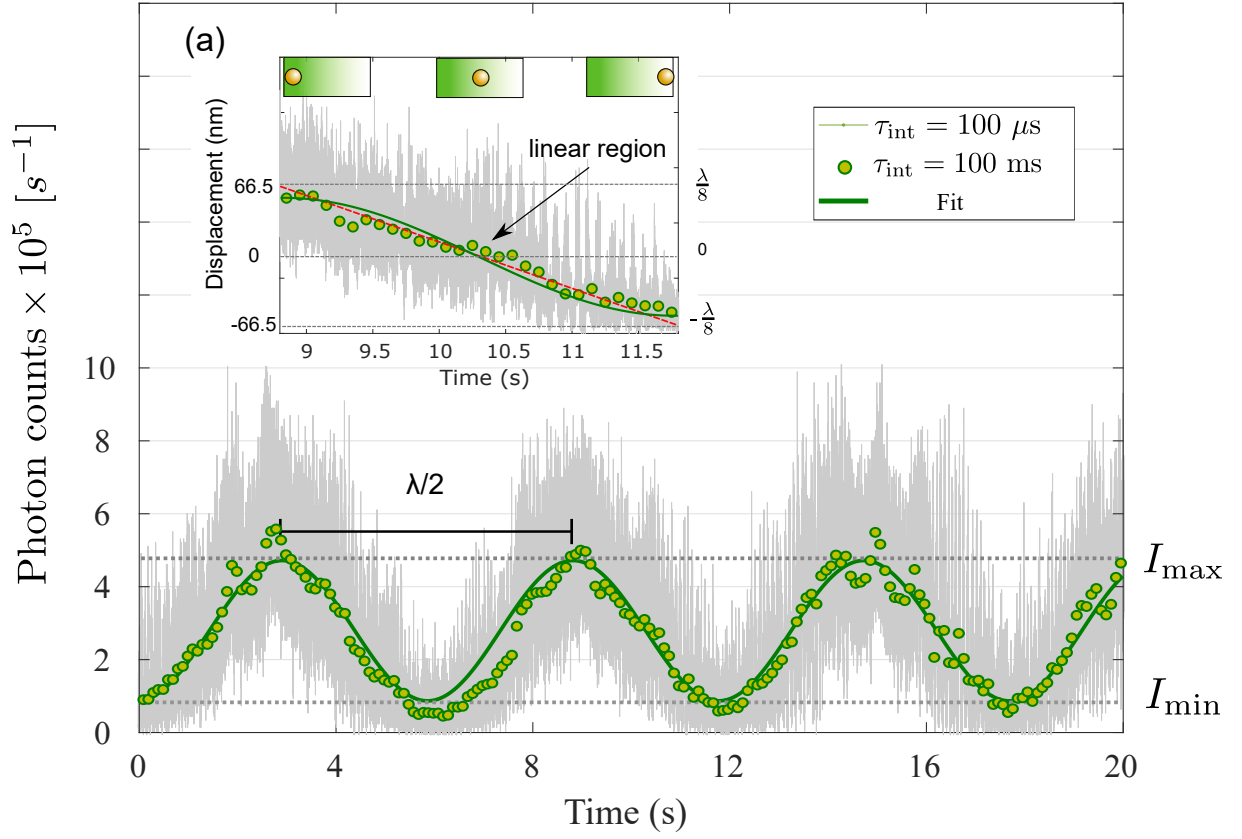 (a)
Displacement (nm)
66.5
0
-66.5
linear region
λ/8
0
-λ/8
9 9.5 10 10.5 11 11.5
Time (s)
τint = 100 μs
τint = 100 ms
Fit
Photon counts × 10⁵ [s⁻¹]
10
8
6
4
2
0
λ/2
Imax
Imin
0 4 8 12 16 20
Time (s)